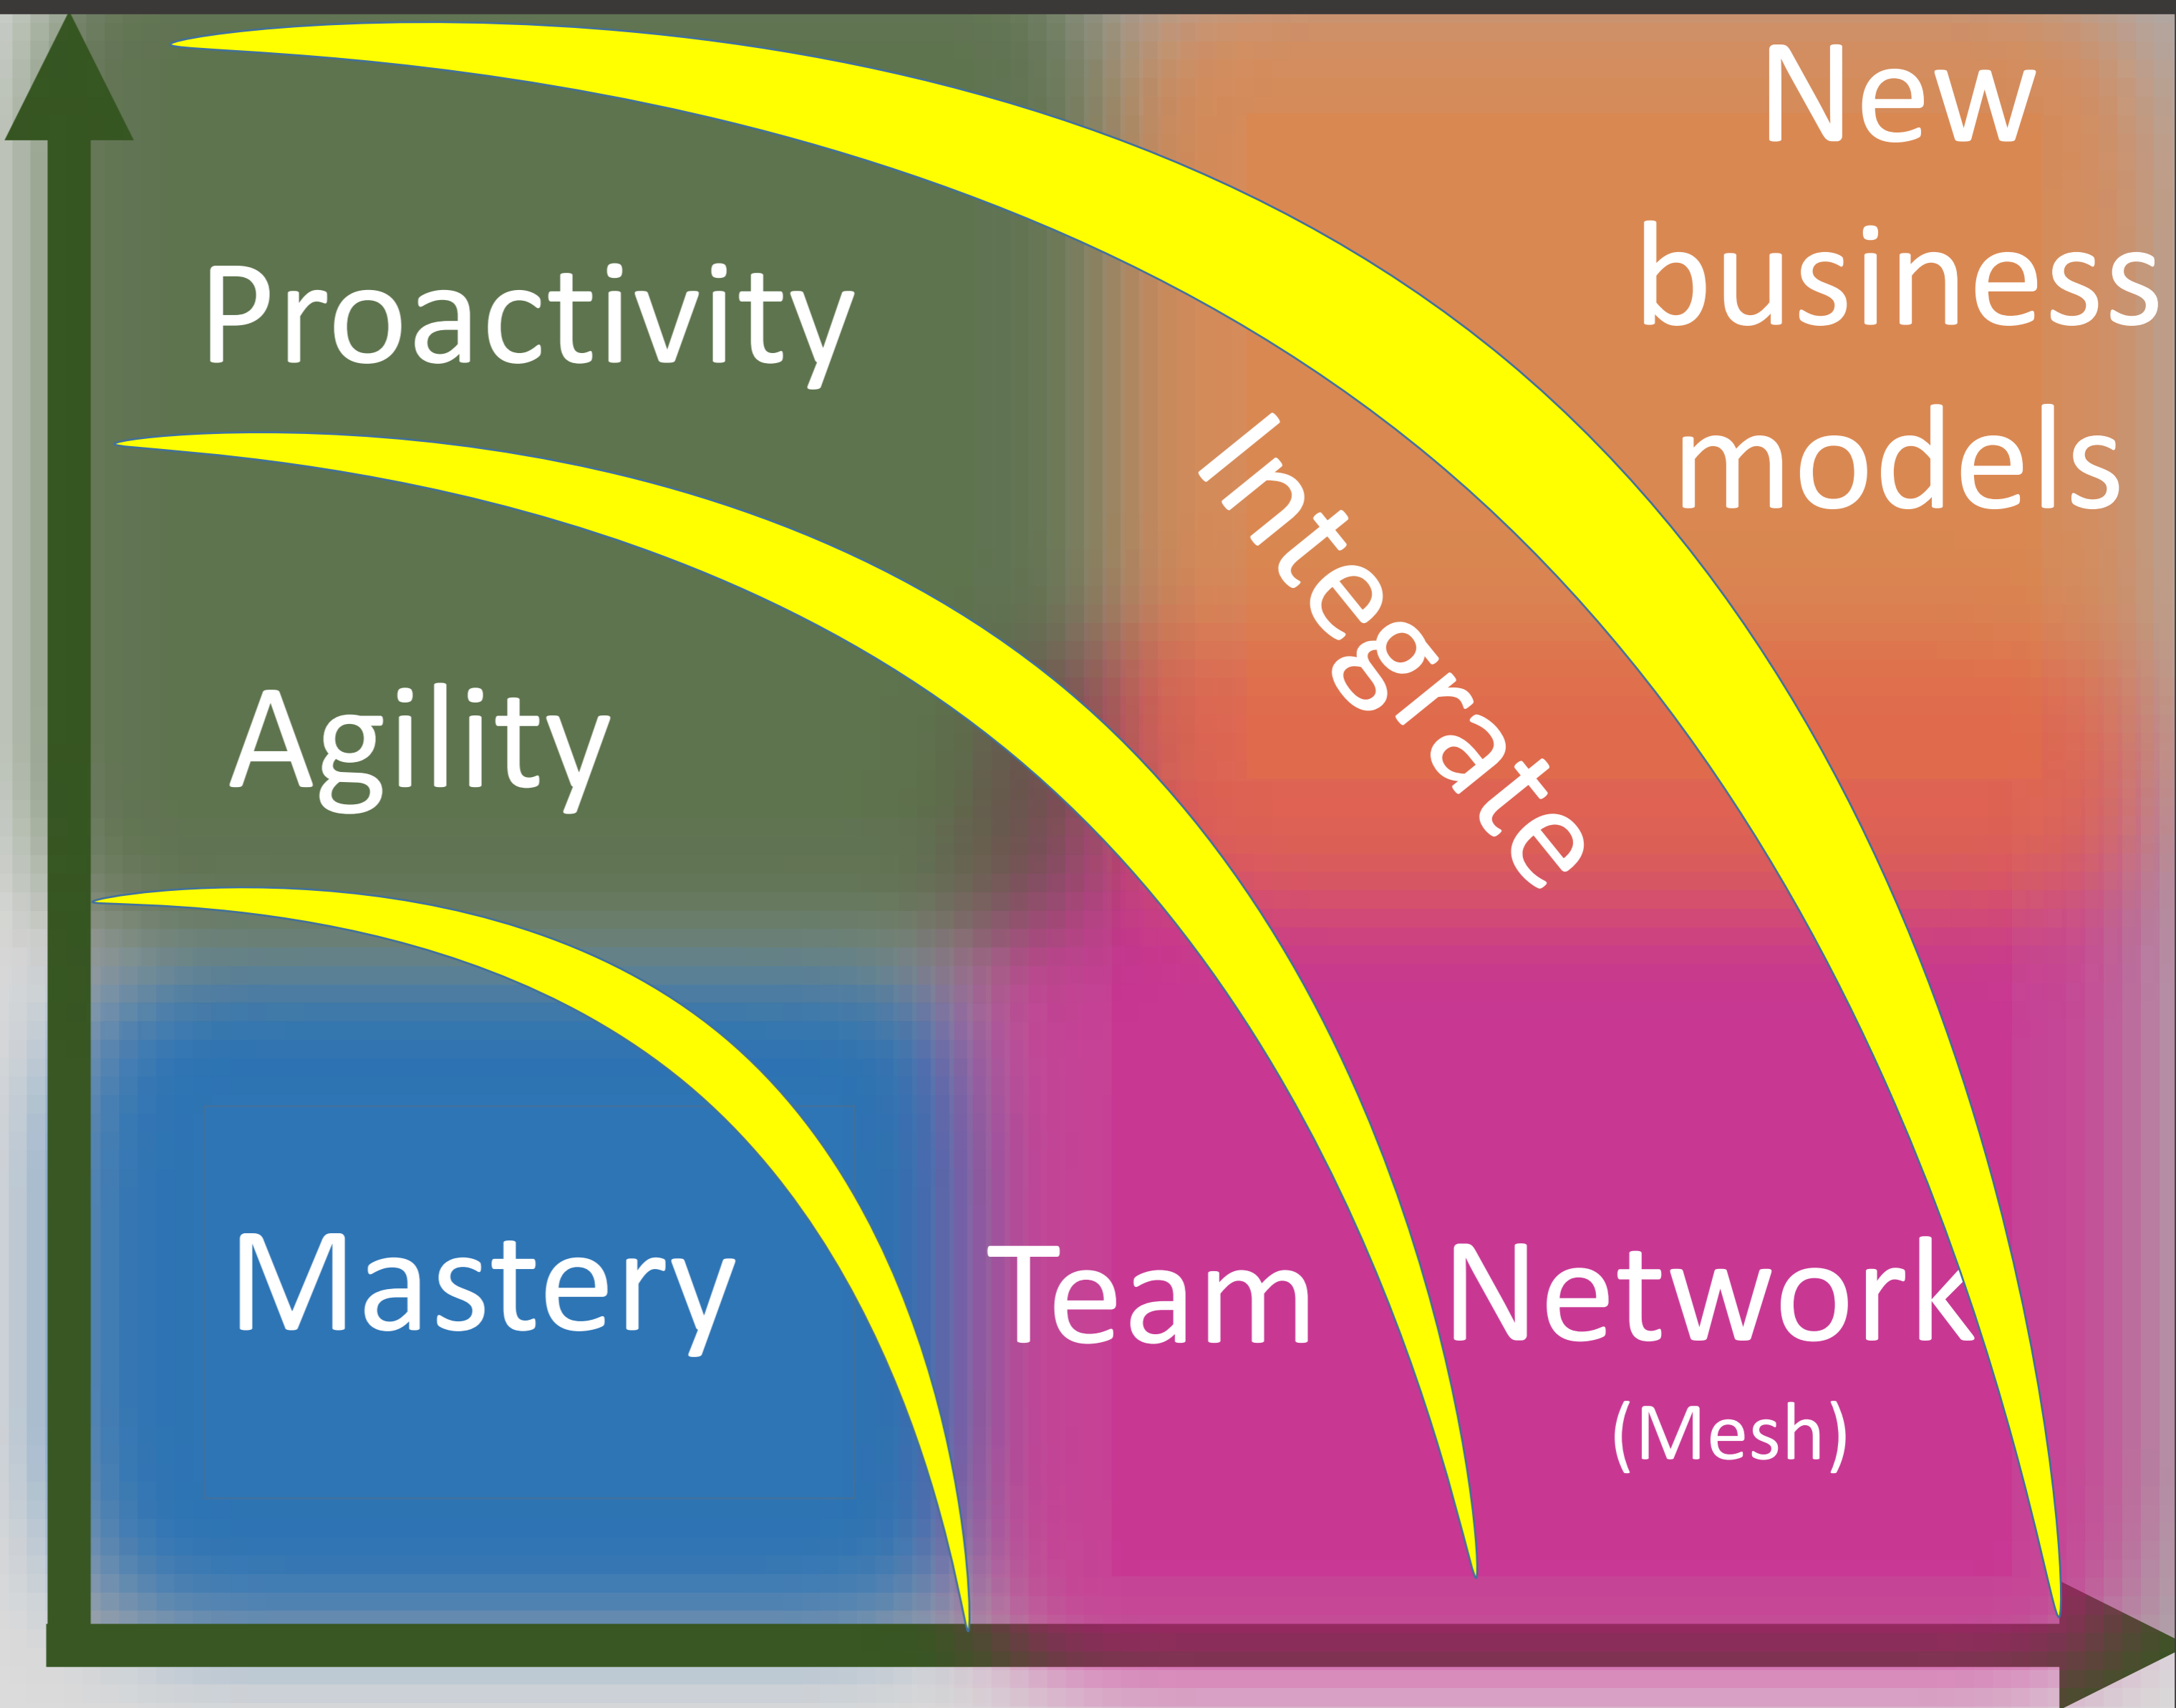 New
business
models
Proactivity
Integrate
Agility
Mastery
Team
Network
(Mesh)